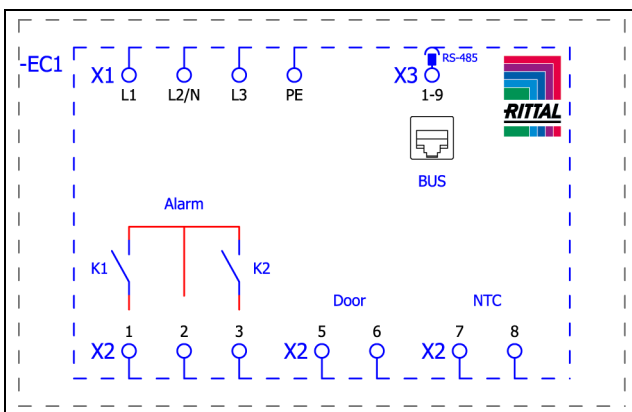 -EC1
X1
L1
L2/N
L3
PE
X3
RS-485
1-9
RITTAL
BUS
Alarm
K1
K2
Door
NTC
X2
1
2
3
X2
5
6
X2
7
8